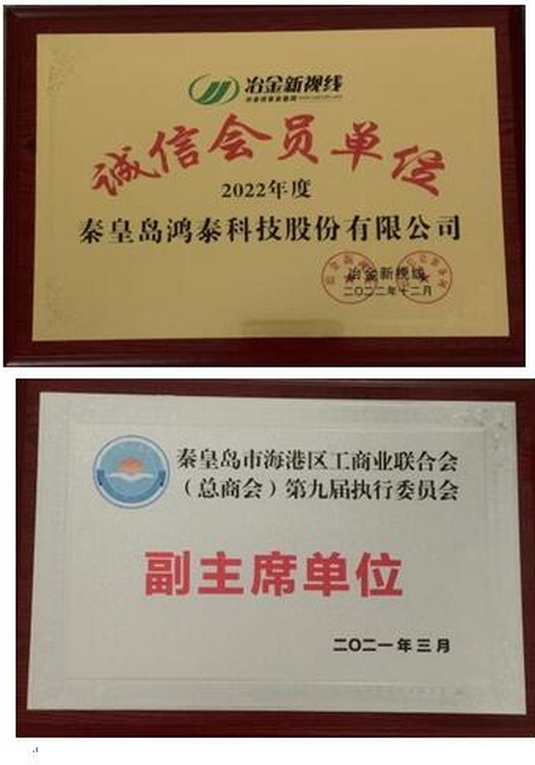 冶金新视线
诚信会员单位
2022年度
秦皇岛鸿泰科技股份有限公司
冶金新视线
二〇二二年十二月
秦皇岛市海港区工商业联合会
（总商会）第九届执行委员会
副主席单位
二〇二一年三月